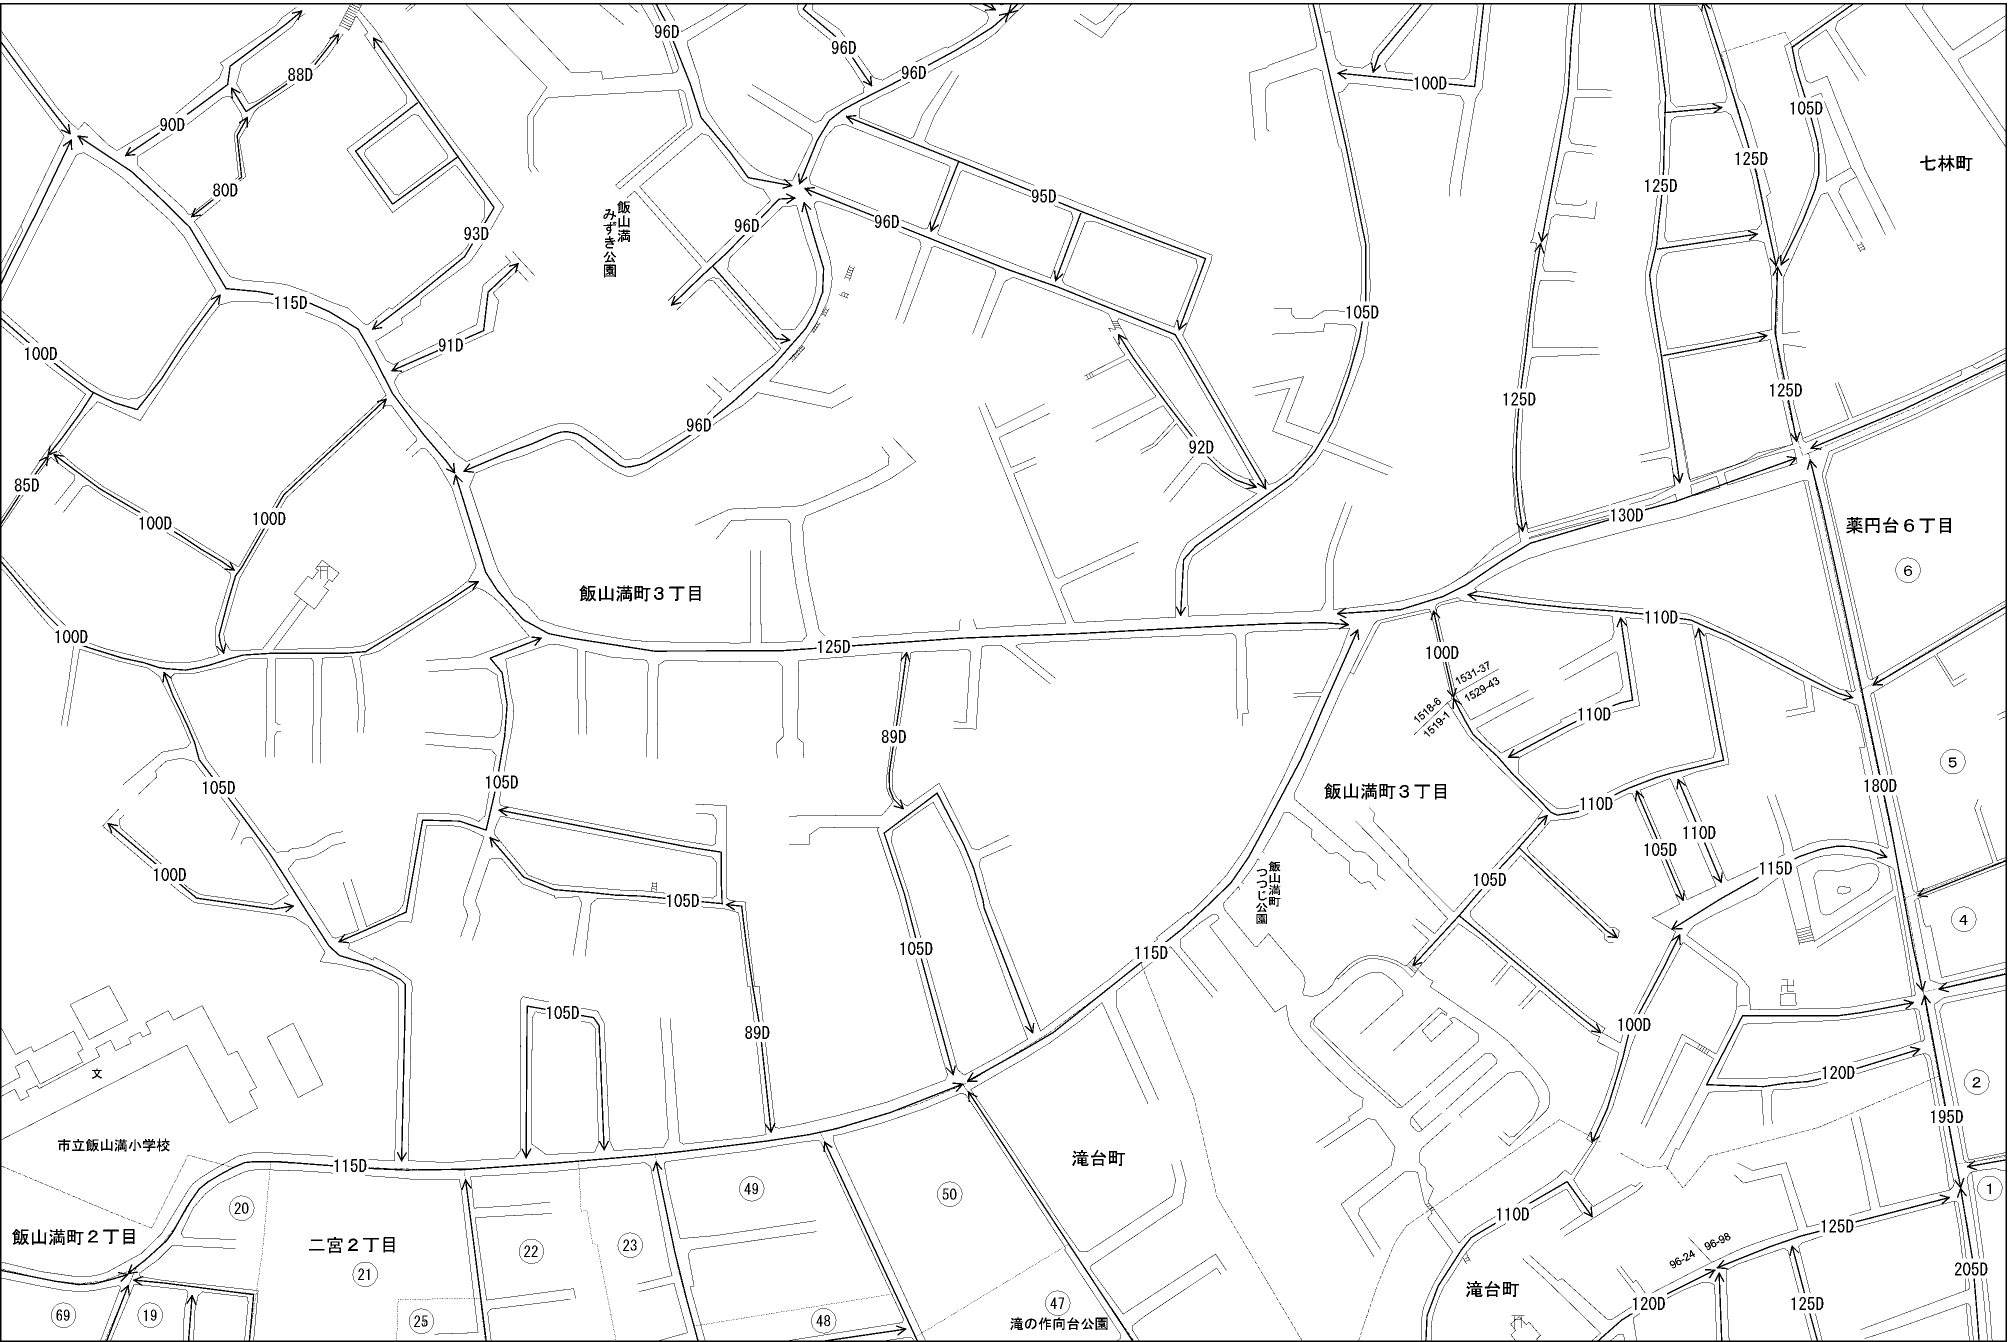 96D
96D
96D
88D
90D
100D
105D
125D
七林町
80D
125D
95D
飯山満
みずき公園
96D
96D
93D
115D
105D
91D
100D
125D
125D
96D
92D
85D
100D
100D
130D
薬円台６丁目
6
飯山満町３丁目
100D
125D
110D
100D
1531-37
1529-43
1518-6
1519-1
110D
89D
105D
105D
5
180D
飯山満町３丁目
110D
110D
105D
115D
100D
105D
飯山満町
つつじ公園
105D
4
105D
115D
105D
89D
100D
文
120D
2
195D
市立飯山満小学校
115D
滝台町
49
50
1
20
110D
125D
飯山満町２丁目
二宮２丁目
22
23
21
96-24
96-98
205D
滝台町
47
滝の作向台公園
120D
125D
69
19
25
48